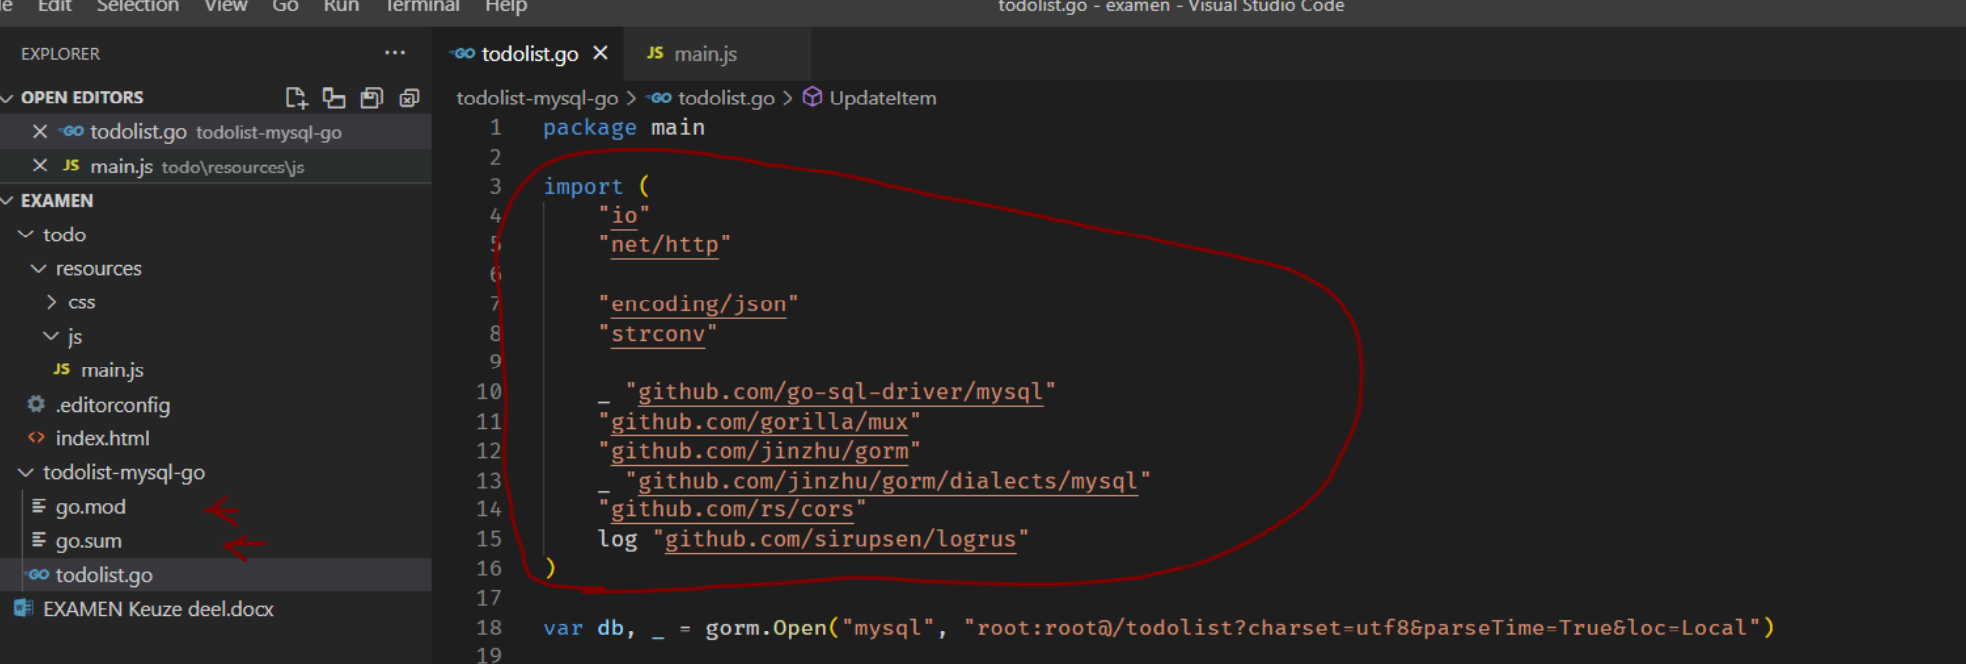 Edit Selection View Go Run Terminal Help todolist.go - examen - Visual Studio Code
EXPLORER ...
OPEN EDITORS
todolist.go todolist-mysql-go
JS main.js todo\resources\js
EXAMEN
todo
resources
css
js
JS main.js
.editorconfig
<> index.html
todolist-mysql-go
go.mod
go.sum
GO todolist.go
EXAMEN Keuze deel.docx
GO todolist.go × JS main.js
todolist-mysql-go > GO todolist.go > UpdateItem
1 package main
2
3 import (
4 "io"
5 "net/http"
6
7 "encoding/json"
8 "strconv"
9
10 _ "github.com/go-sql-driver/mysql"
11 "github.com/gorilla/mux"
12 "github.com/jinzhu/gorm"
13 _ "github.com/jinzhu/gorm/dialects/mysql"
14 "github.com/rs/cors"
15 log "github.com/sirupsen/logrus"
16 )
17
18 var db, _ = gorm.Open("mysql", "root:root@/todolist?charset=utf8&parseTime=True&loc=Local")
19